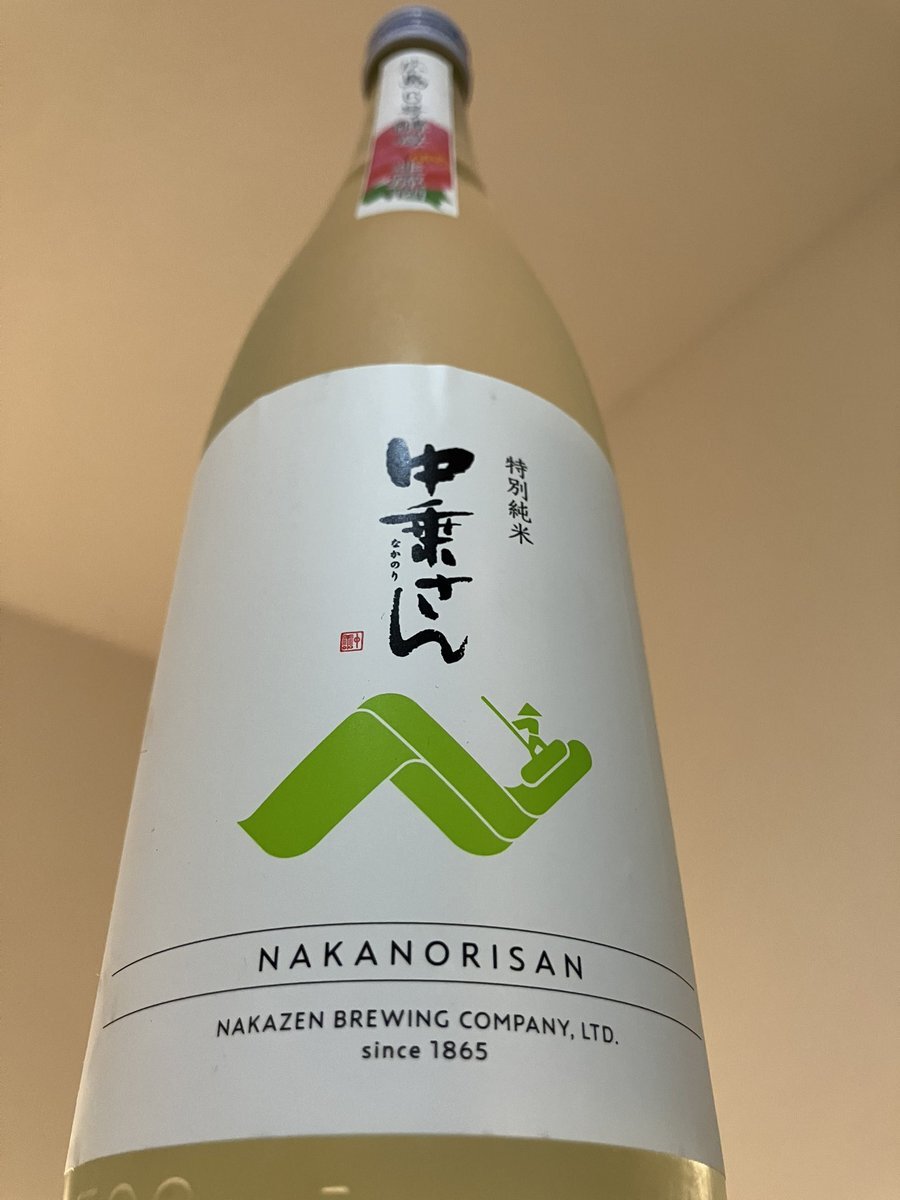 特別純米
中乗さん
なかのり
NAKANORISAN
NAKAZEN BREWING COMPANY, LTD.
since 1865